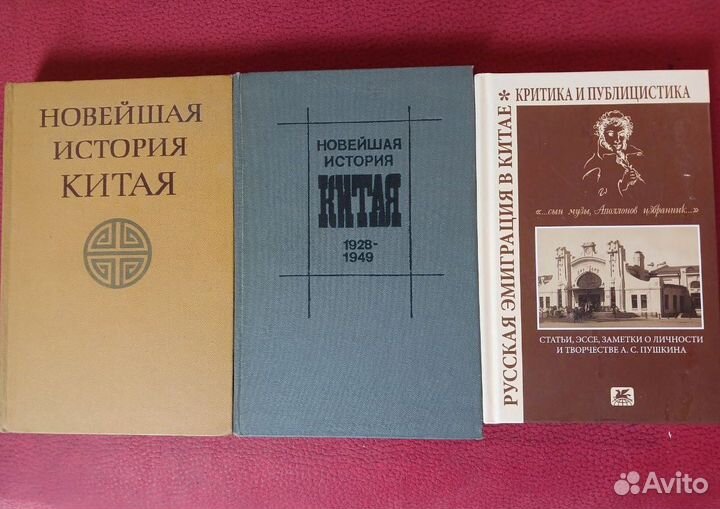 НОВЕЙШАЯ
ИСТОРИЯ
КИТАЯ
НОВЕЙШАЯ
ИСТОРИЯ
КИТАЯ
1928-
1949
РУССКАЯ ЭМИГРАЦИЯ В КИТАЕ * КРИТИКА И ПУБЛИЦИСТИКА
«...сын музы, Аполлонов избранник...»
СТАТЬИ, ЭССЕ, ЗАМЕТКИ О ЛИЧНОСТИ
И ТВОРЧЕСТВЕ А. С. ПУШКИНА
Avito